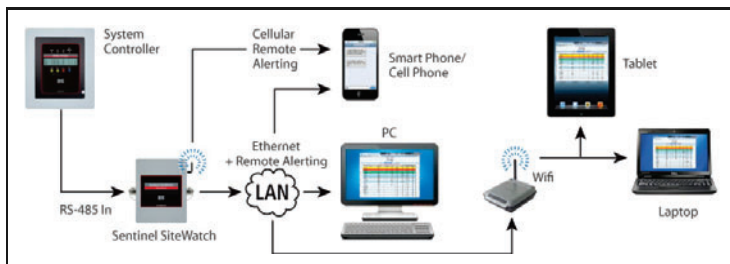 System
Controller
Cellular
Remote
Alerting
Smart Phone/
Cell Phone
Tablet
Ethernet
+ Remote Alerting
PC
LAN
Wifi
RS-485 In
Sentinel SiteWatch
Laptop